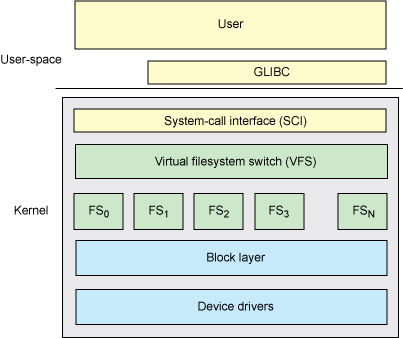 User
User-space
GLIBC
System-call interface (SCI)
Virtual filesystem switch (VFS)
Kernel
FS0 FS1 FS2 FS3 FSN
Block layer
Device drivers